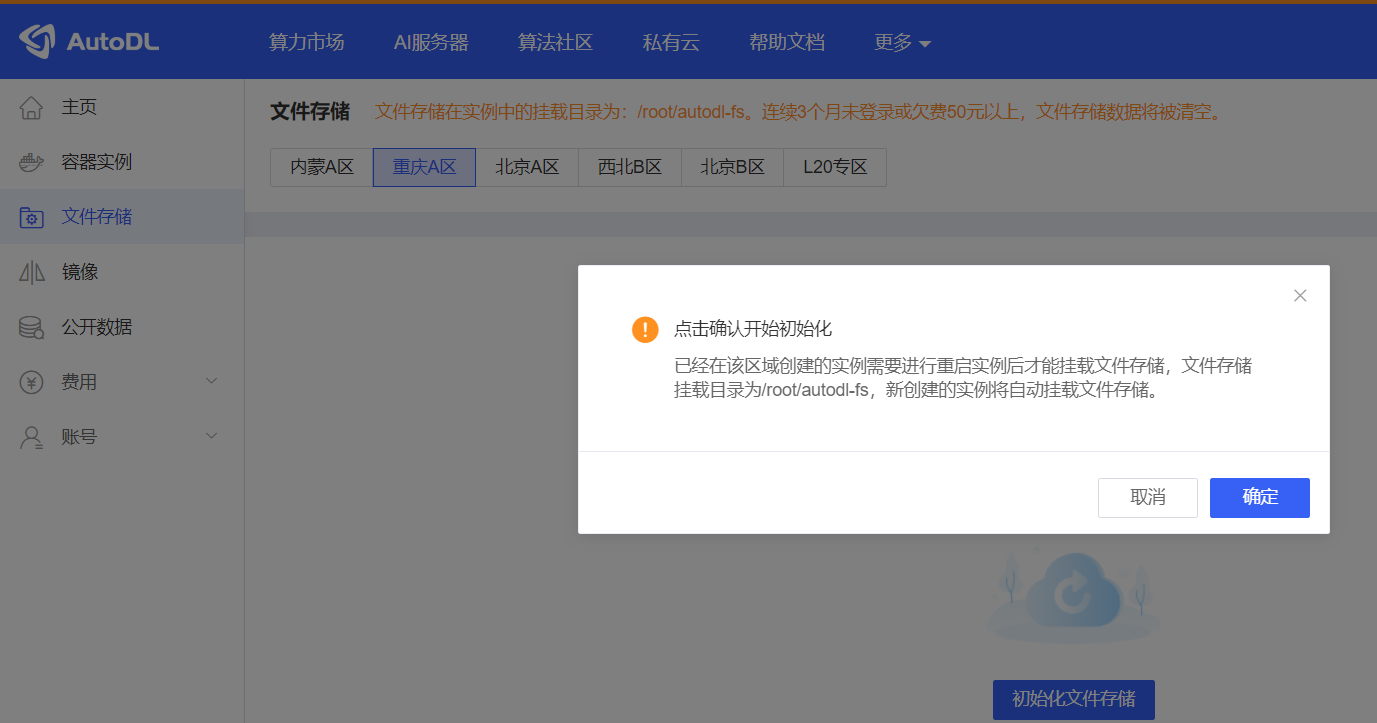 AutoDL
算力市场 AI服务器 算法社区 私有云 帮助文档 更多
主页
容器实例
文件存储
镜像
公开数据
费用
账号
文件存储 文件存储在实例中的挂载目录为：/root/autodl-fs。连续3个月未登录或欠费50元以上，文件存储数据将被清空。
内蒙A区 重庆A区 北京A区 西北B区 北京B区 L20专区
点击确认开始初始化
已经在该区域创建的实例需要进行重启实例后才能挂载文件存储，文件存储
挂载目录为/root/autodl-fs，新创建的实例将自动挂载文件存储。
取消 确定
初始化文件存储